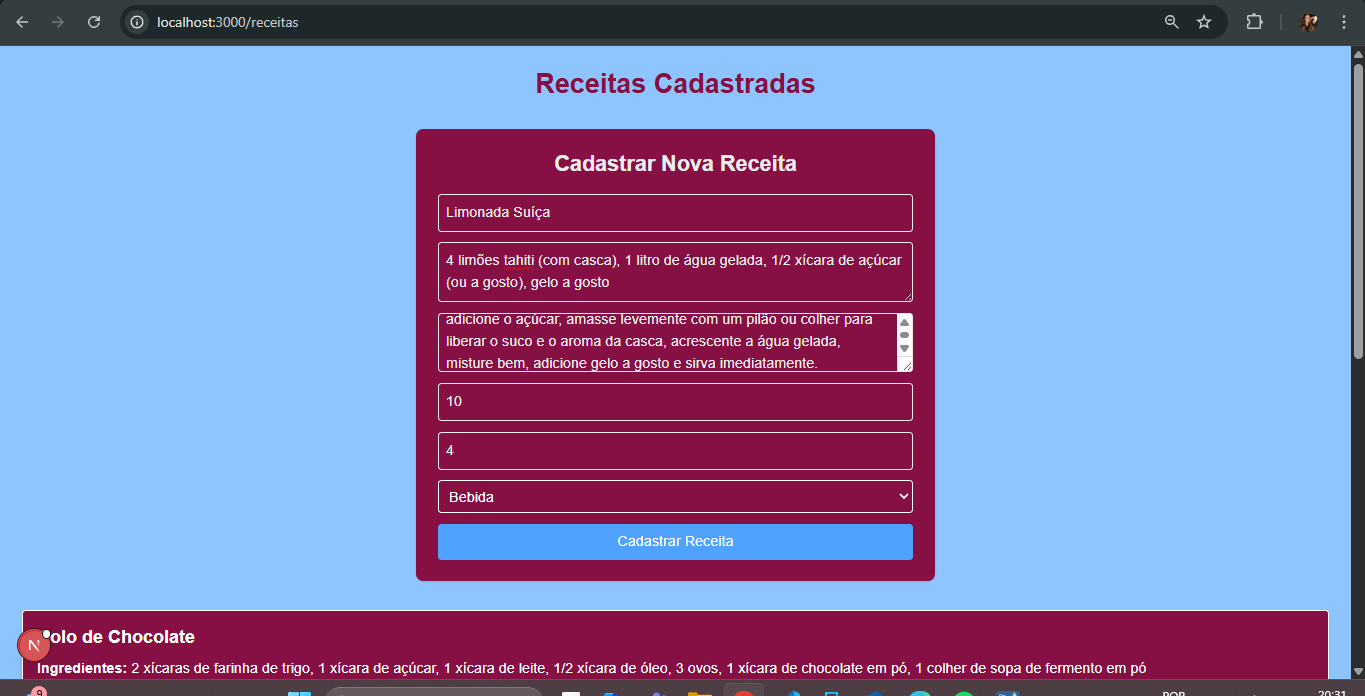 localhost:3000/receitas
Receitas Cadastradas
Cadastrar Nova Receita
Limonada Suíça
4 limões tahiti (com casca), 1 litro de água gelada, 1/2 xícara de açúcar
(ou a gosto), gelo a gosto
adicione o açúcar, amasse levemente com um pilão ou colher para
liberar o suco e o aroma da casca, acrescente a água gelada,
misture bem, adicione gelo a gosto e sirva imediatamente.
10
4
Bebida
Cadastrar Receita
N olo de Chocolate
Ingredientes: 2 xícaras de farinha de trigo, 1 xícara de açúcar, 1 xícara de leite, 1/2 xícara de óleo, 3 ovos, 1 xícara de chocolate em pó, 1 colher de sopa de fermento em pó
9
POR
20:31